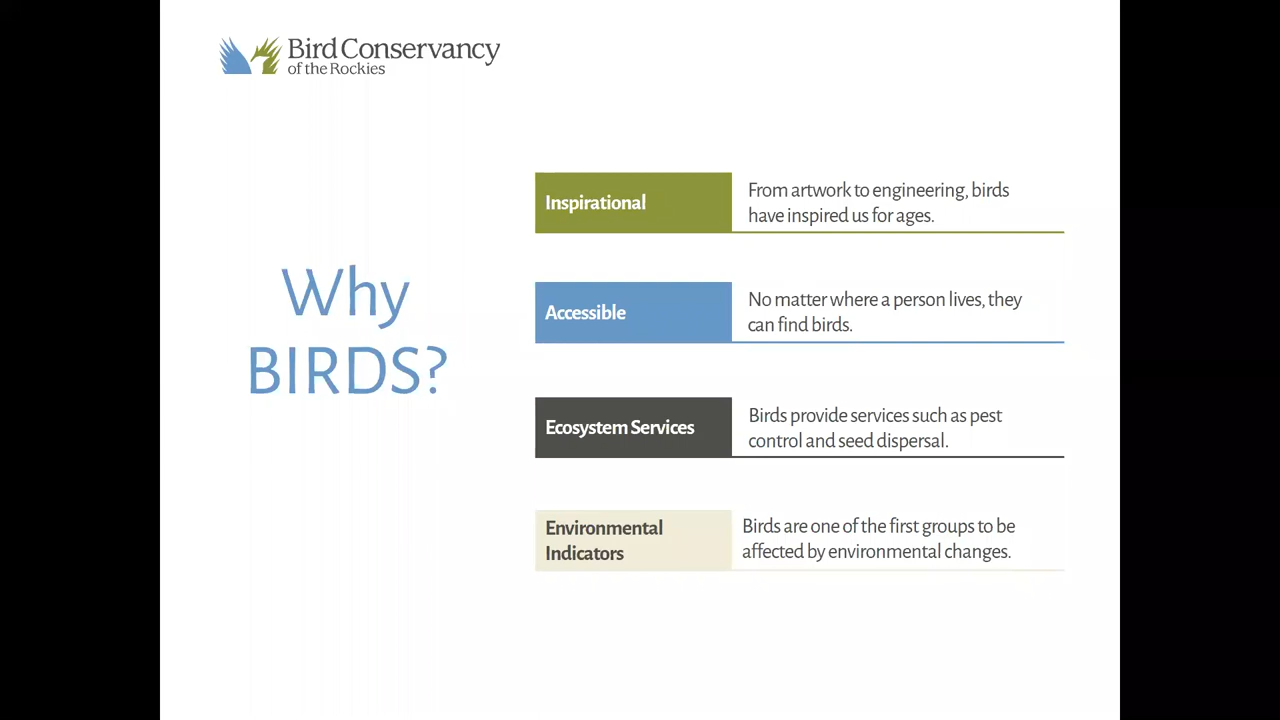 Bird Conservancy
of the Rockies
Why
BIRDS?
Inspirational
From artwork to engineering, birds
have inspired us for ages.
Accessible
No matter where a person lives, they
can find birds.
Ecosystem Services
Birds provide services such as pest
control and seed dispersal.
Environmental
Indicators
Birds are one of the first groups to be
affected by environmental changes.